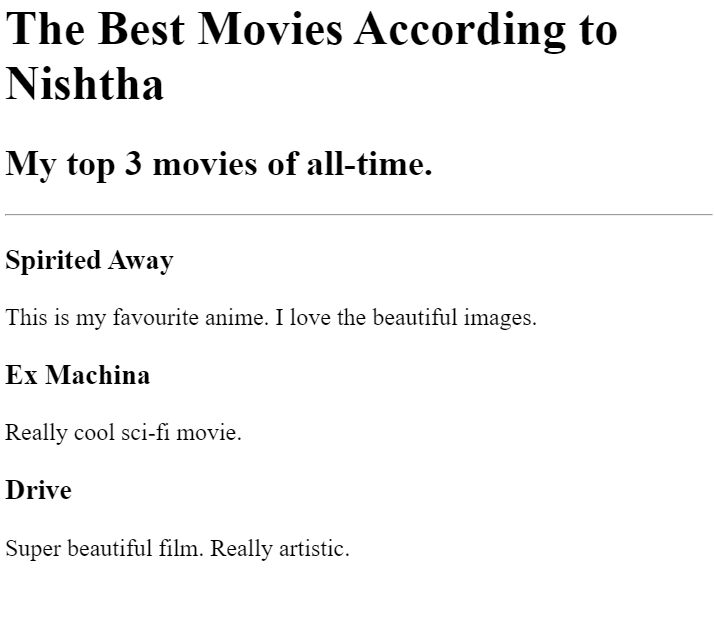 The Best Movies According to
Nishtha
My top 3 movies of all-time.
Spirited Away
This is my favourite anime. I love the beautiful images.
Ex Machina
Really cool sci-fi movie.
Drive
Super beautiful film. Really artistic.